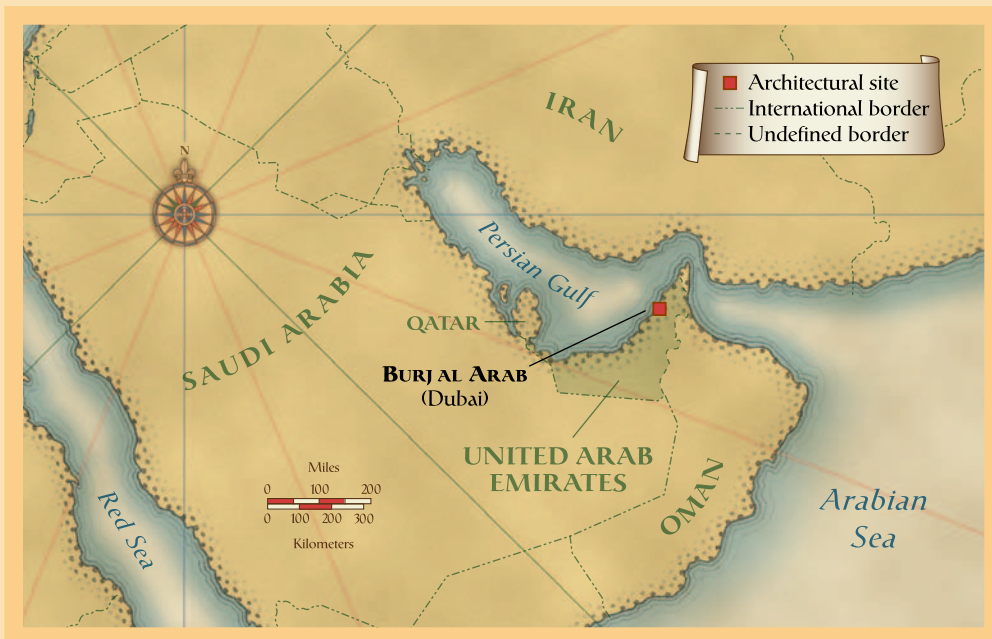 Architectural site
International border
Undefined border
IRAN
N
Persian Gulf
SAUDI ARABIA
QATAR
BURJ AL ARAB
(Dubai)
UNITED ARAB
EMIRATES
OMAN
Miles
0 100 200
0 100 200 300
Kilometers
Red Sea
Arabian
Sea